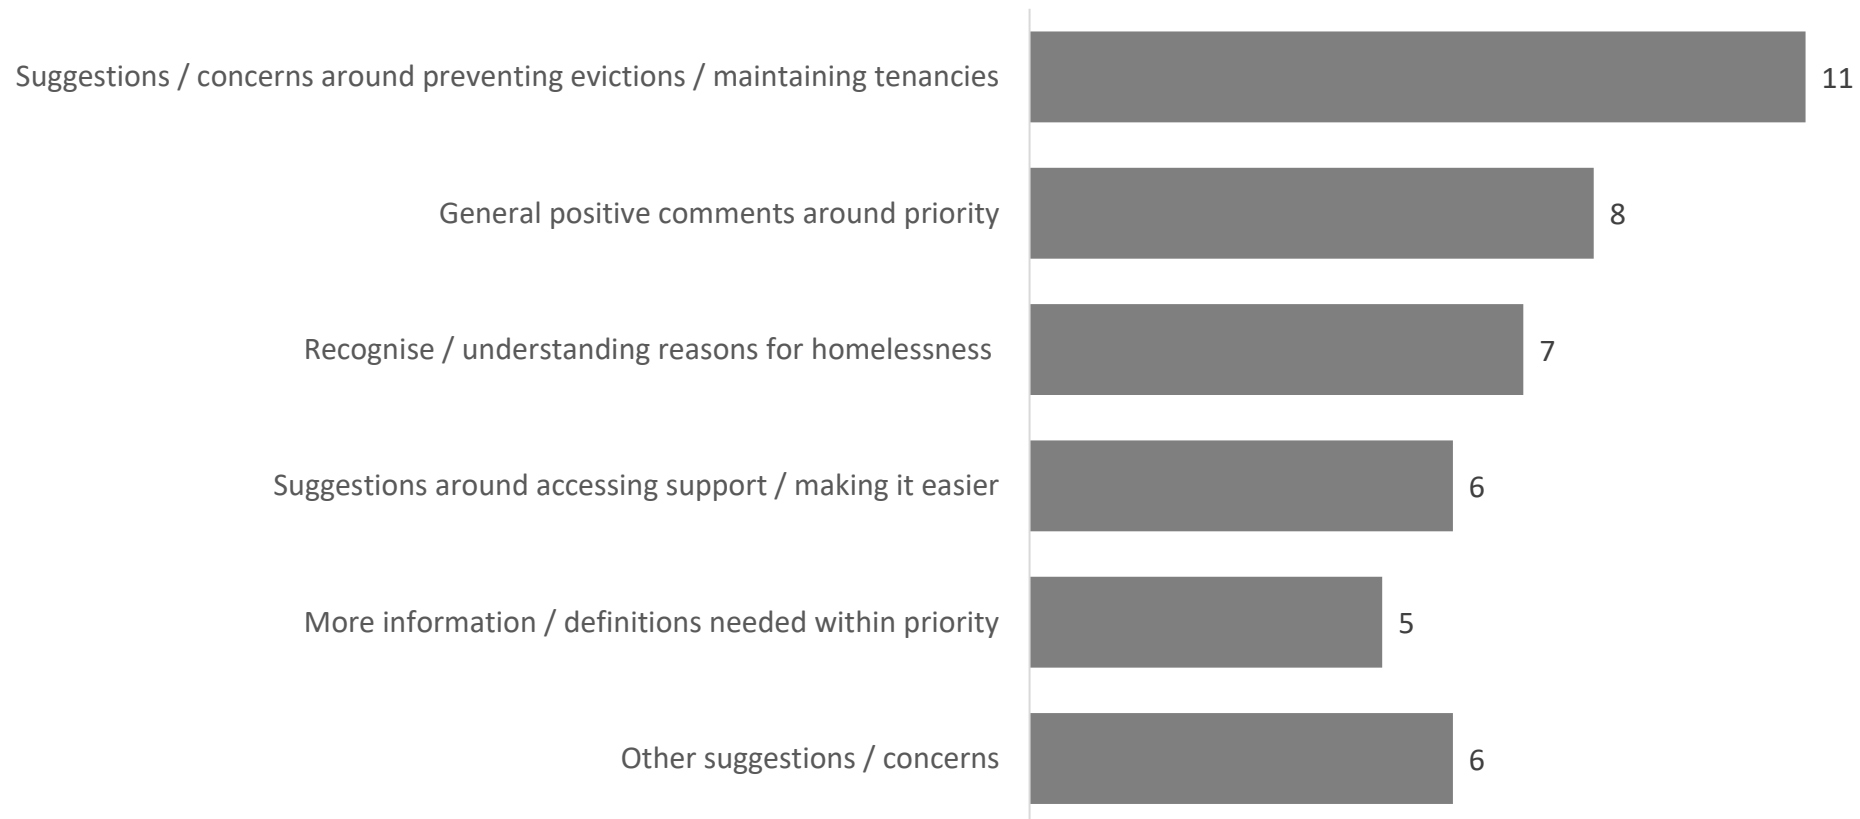 Suggestions / concerns around preventing evictions / maintaining tenancies 11
General positive comments around priority 8
Recognise / understanding reasons for homelessness 7
Suggestions around accessing support / making it easier 6
More information / definitions needed within priority 5
Other suggestions / concerns 6